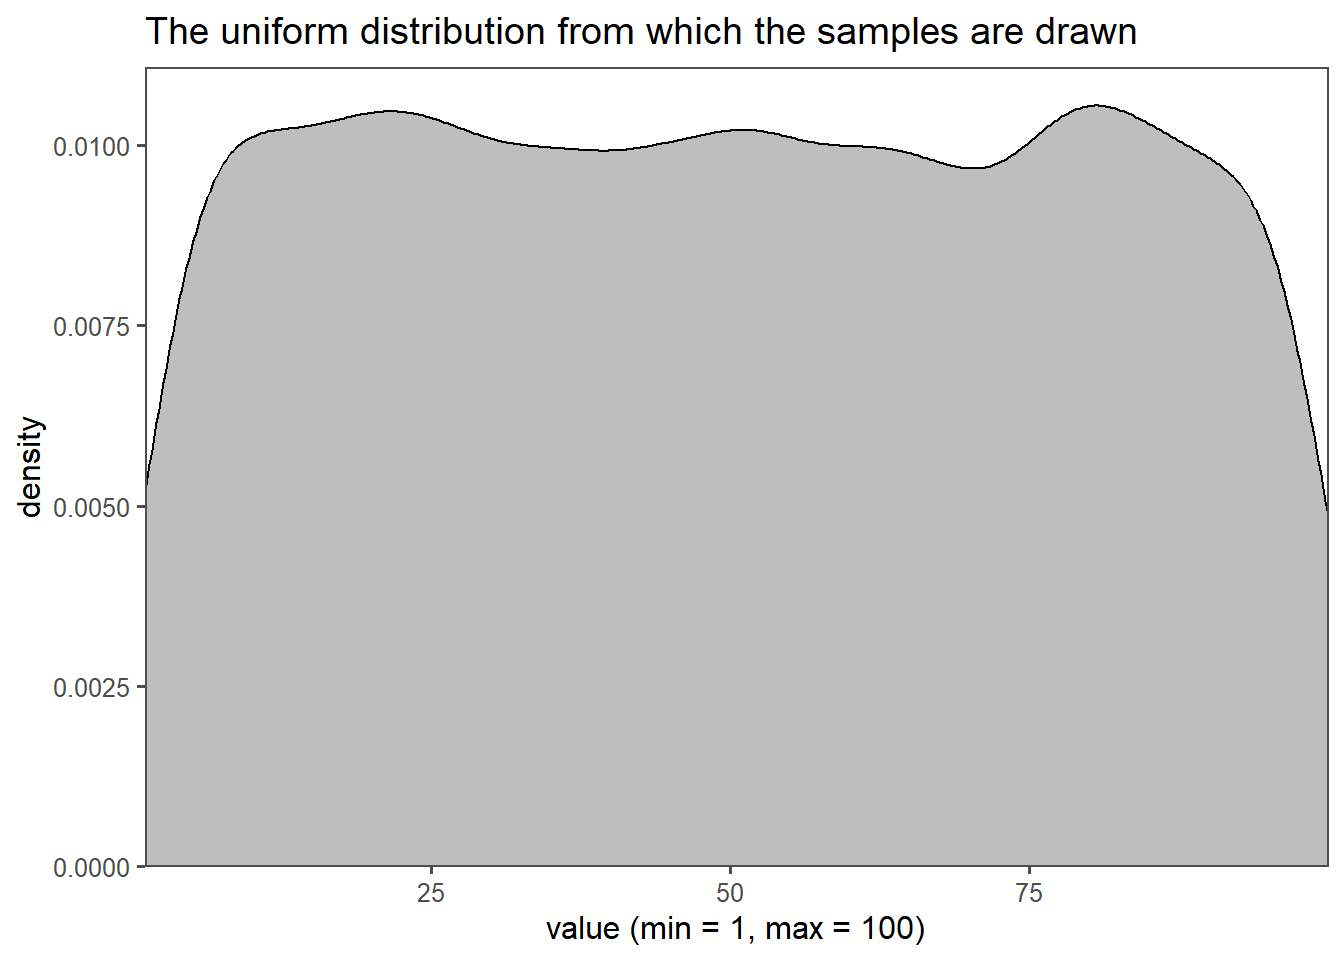 The uniform distribution from which the samples are drawn
0.0100
0.0075
0.0050
0.0025
0.0000
density
25 50 75
value (min = 1, max = 100)